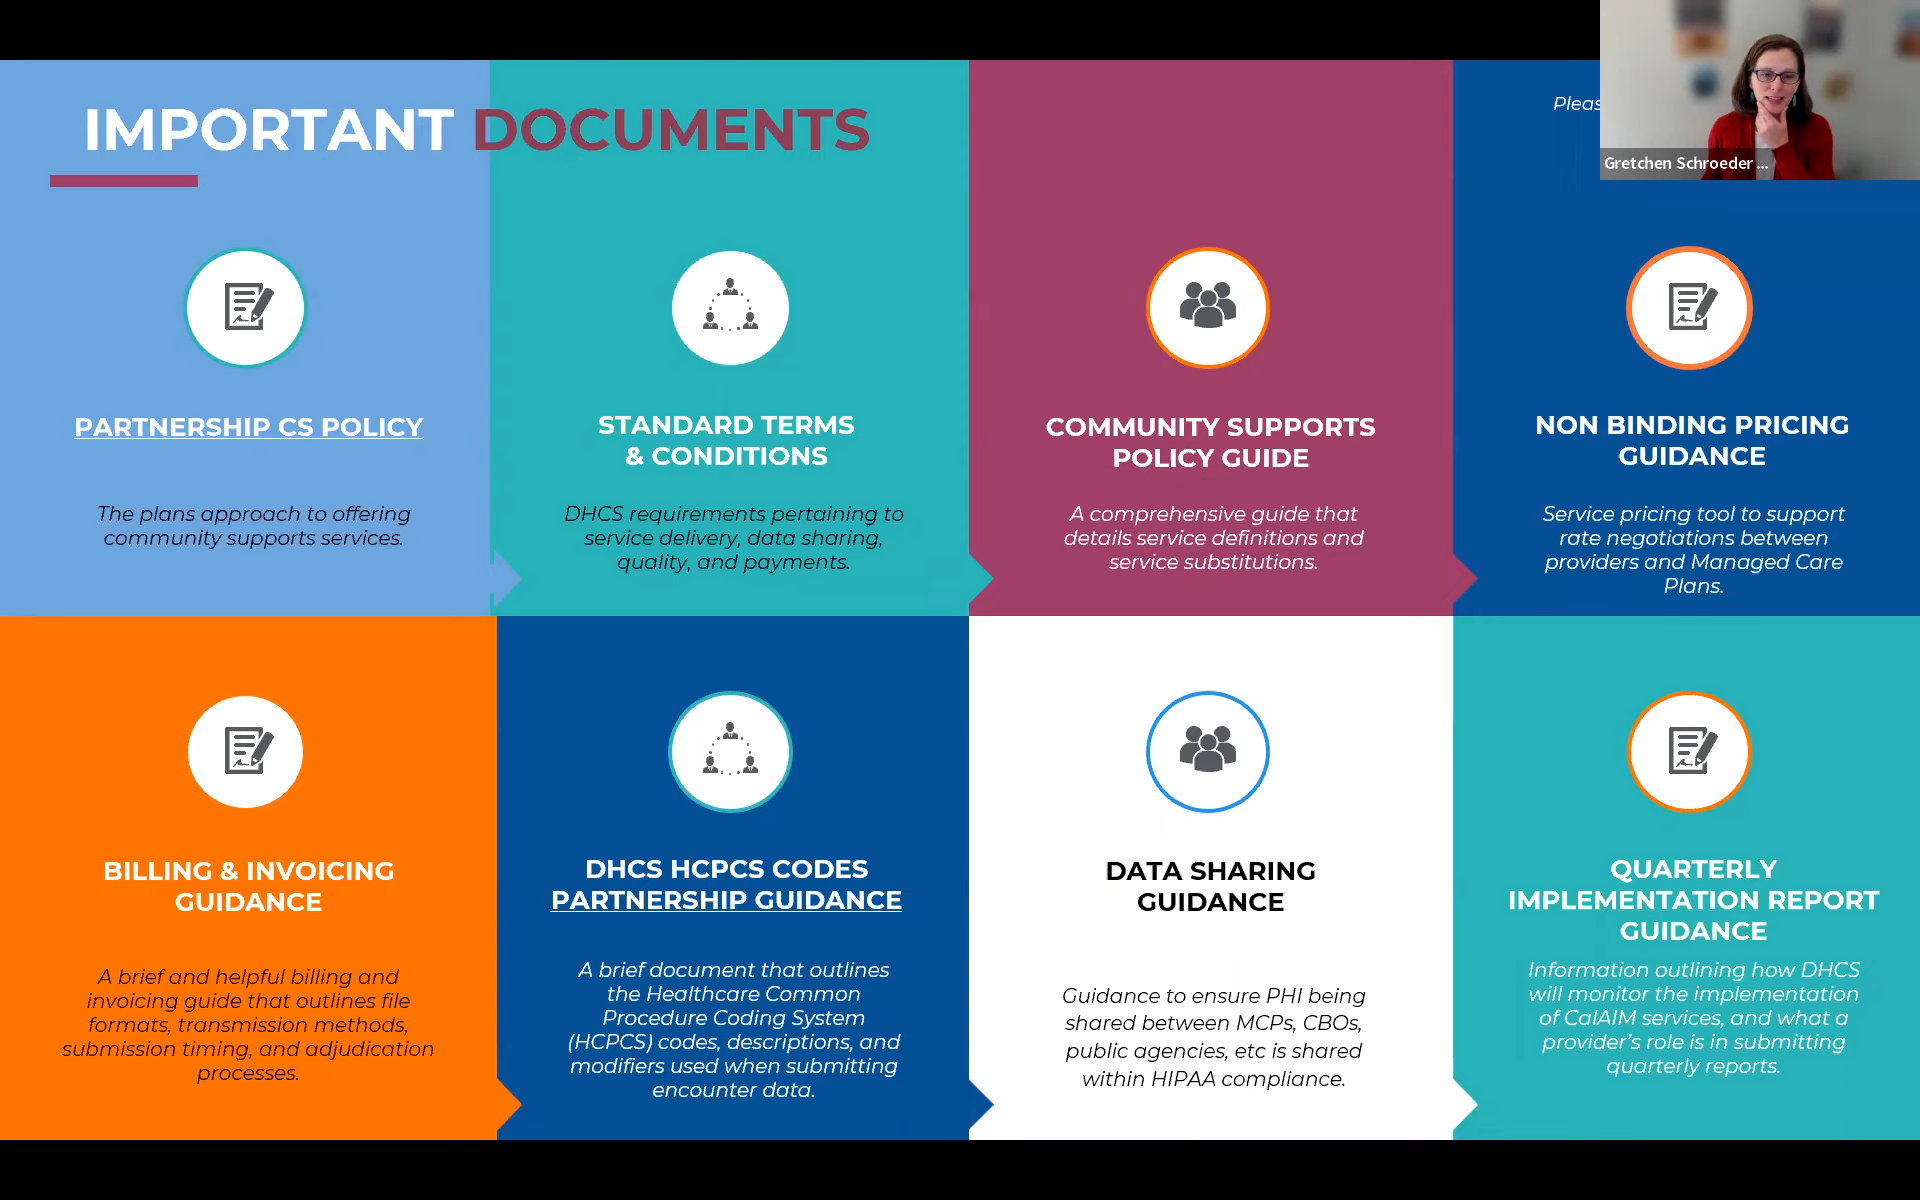 IMPORTANT DOCUMENTS
Gretchen Schroeder ...
PARTNERSHIP CS POLICY
The plans approach to offering
community supports services.
STANDARD TERMS
& CONDITIONS
DHCS requirements pertaining to
service delivery, data sharing,
quality, and payments.
COMMUNITY SUPPORTS
POLICY GUIDE
A comprehensive guide that
details service definitions and
service substitutions.
NON BINDING PRICING
GUIDANCE
Service pricing tool to support
rate negotiations between
providers and Managed Care
Plans.
BILLING & INVOICING
GUIDANCE
A brief and helpful billing and
invoicing guide that outlines file
formats, transmission methods,
submission timing, and adjudication
processes.
DHCS HCPCS CODES
PARTNERSHIP GUIDANCE
A brief document that outlines
the Healthcare Common
Procedure Coding System
(HCPCS) codes, descriptions, and
modifiers used when submitting
encounter data.
DATA SHARING
GUIDANCE
Guidance to ensure PHI being
shared between MCPs, CBOs,
public agencies, etc is shared
within HIPAA compliance.
QUARTERLY
IMPLEMENTATION REPORT
GUIDANCE
Information outlining how DHCS
will monitor the implementation
of CalAIM services, and what a
provider's role is in submitting
quarterly reports.